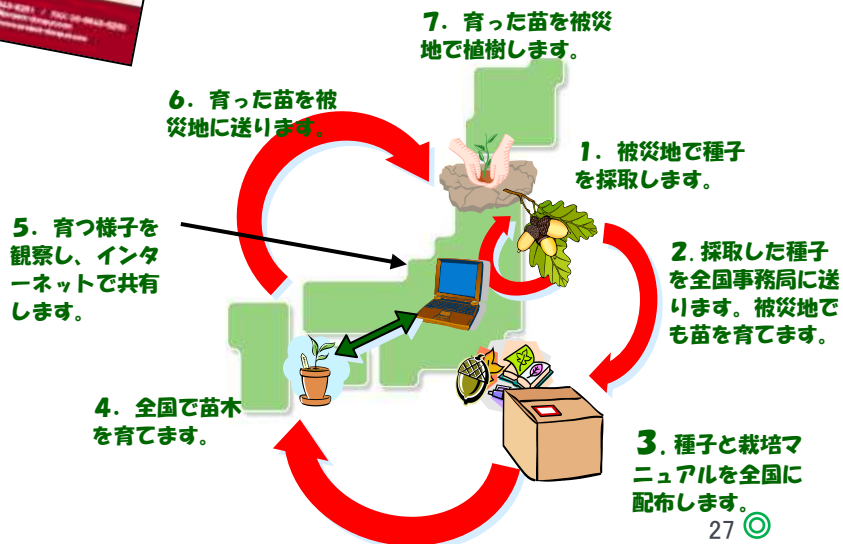 7．育った苗を被災
地で植樹します。
6．育った苗を被
災地に送ります。
1．被災地で種子
を採取します。
5．育つ様子を
観察し、インタ
ーネットで共有
します。
2．採取した種子
を全国事務局に送
ります。被災地で
も苗を育てます。
4．全国で苗木
を育てます。
3．種子と栽培マ
ニュアルを全国に
配布します。
27